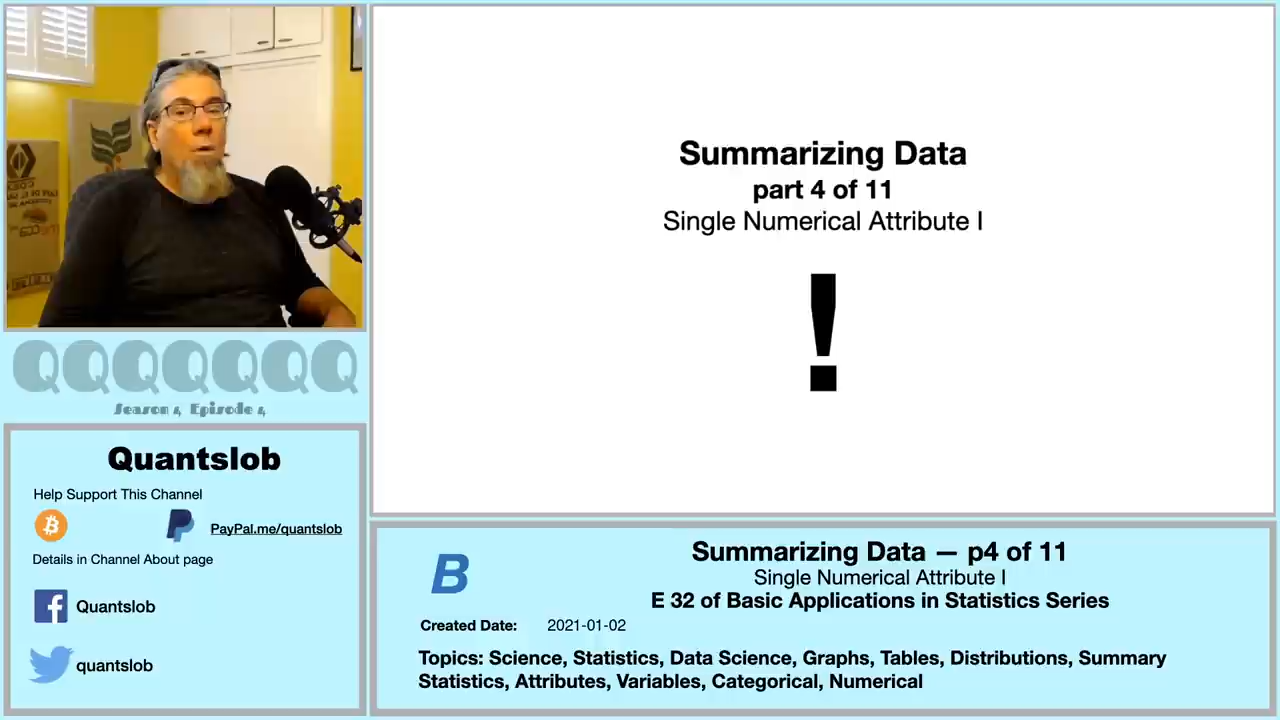 Summarizing Data
part 4 of 11
Single Numerical Attribute I
!
QQQQQQQ
Season 4 Episode 4
Quantslob
Help Support This Channel
PayPal.me/quantslob
Details in Channel About page
Quantslob
quantslob
B
Summarizing Data — p4 of 11
Single Numerical Attribute I
E 32 of Basic Applications in Statistics Series
Created Date: 2021-01-02
Topics: Science, Statistics, Data Science, Graphs, Tables, Distributions, Summary
Statistics, Attributes, Variables, Categorical, Numerical